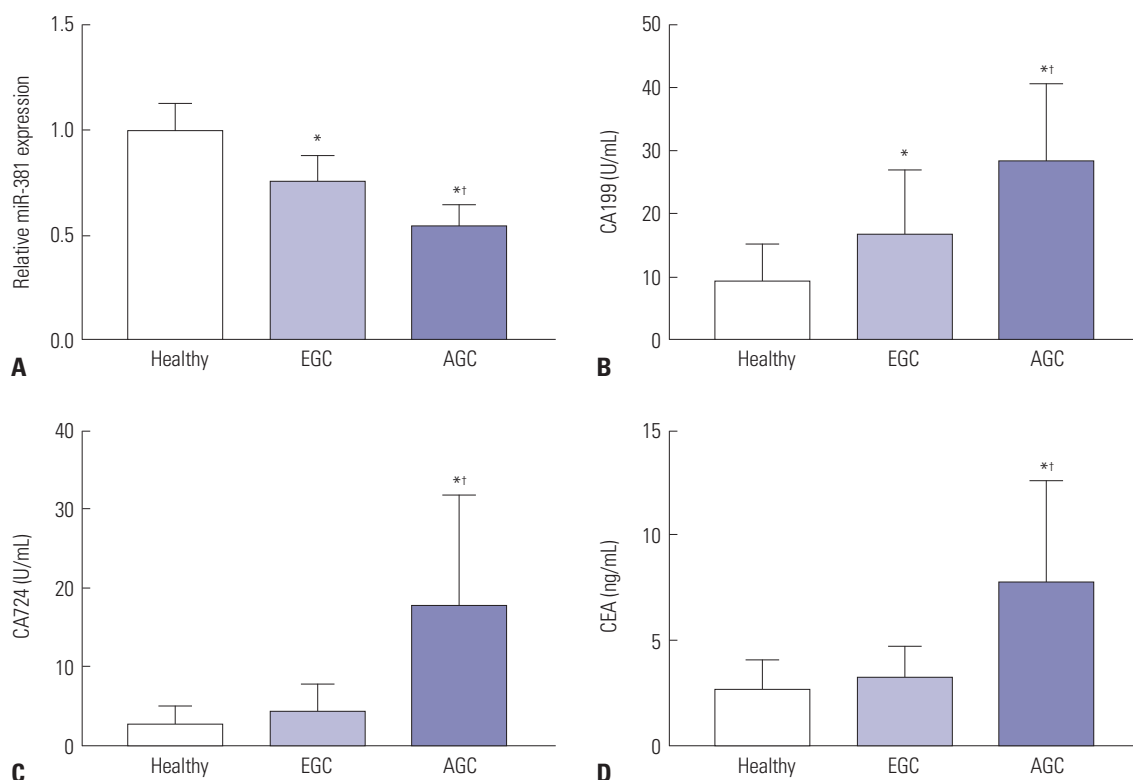 Relative miR-381 expression
1.5
1.0
0.5
0.0
*
*†
Healthy
EGC
AGC
A
CA199 (U/mL)
50
40
30
20
10
0
*
*†
Healthy
EGC
AGC
B
CA724 (U/mL)
40
30
20
10
0
*†
Healthy
EGC
AGC
C
CEA (ng/mL)
15
10
5
0
*†
Healthy
EGC
AGC
D